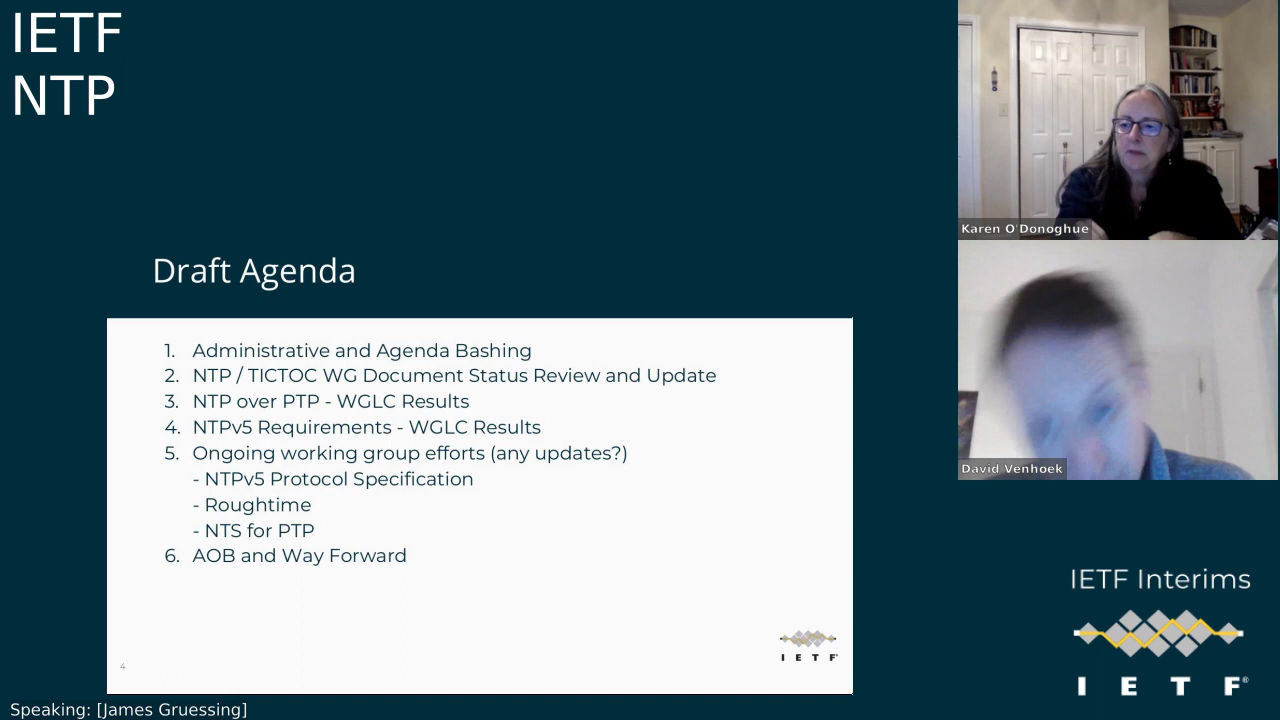 IETF
NTP
Draft Agenda
1. Administrative and Agenda Bashing
2. NTP / TICTOC WG Document Status Review and Update
3. NTP over PTP - WGLC Results
4. NTPv5 Requirements - WGLC Results
5. Ongoing working group efforts (any updates?)
- NTPv5 Protocol Specification
- Roughtime
- NTS for PTP
6. AOB and Way Forward
4
I E T F
Karen O'Donoghue
David Venhoek
IETF Interims
I E T F®
Speaking: [James Gruessing]